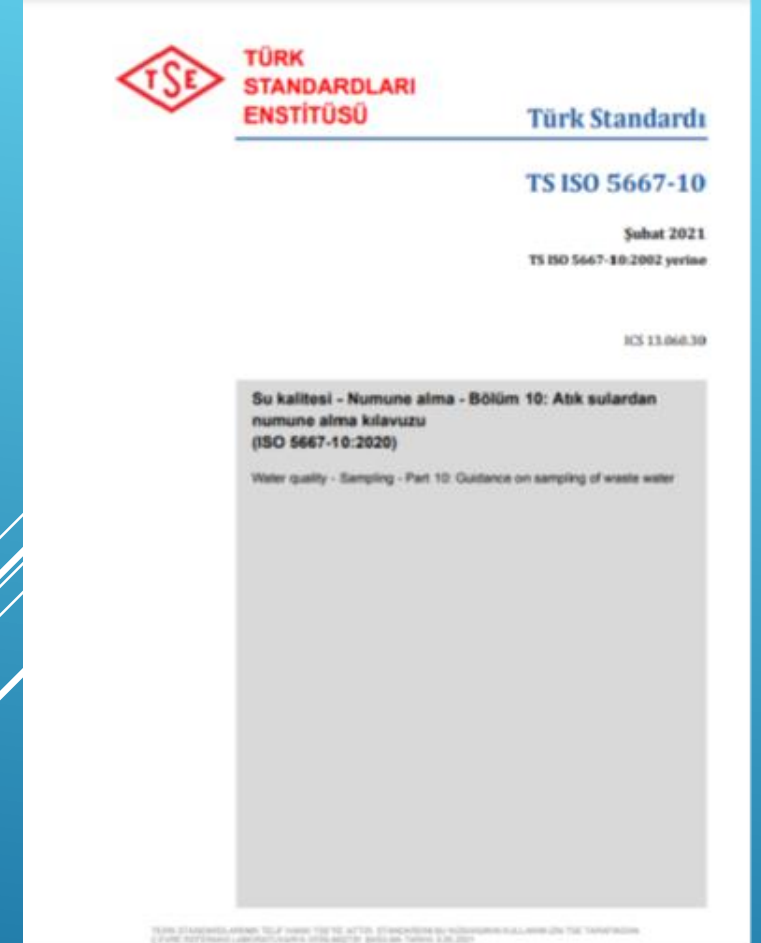 TSE
TÜRK
STANDARDLARI
ENSTİTÜSÜ
Türk Standardı
TS ISO 5667-10
Şubat 2021
TS ISO 5667-10:2002 yerine
ICS 13.060.30
Su kalitesi - Numune alma - Bölüm 10: Atık sulardan
numune alma kılavuzu
(ISO 5667-10:2020)
Water quality - Sampling - Part 10: Guidance on sampling of waste water